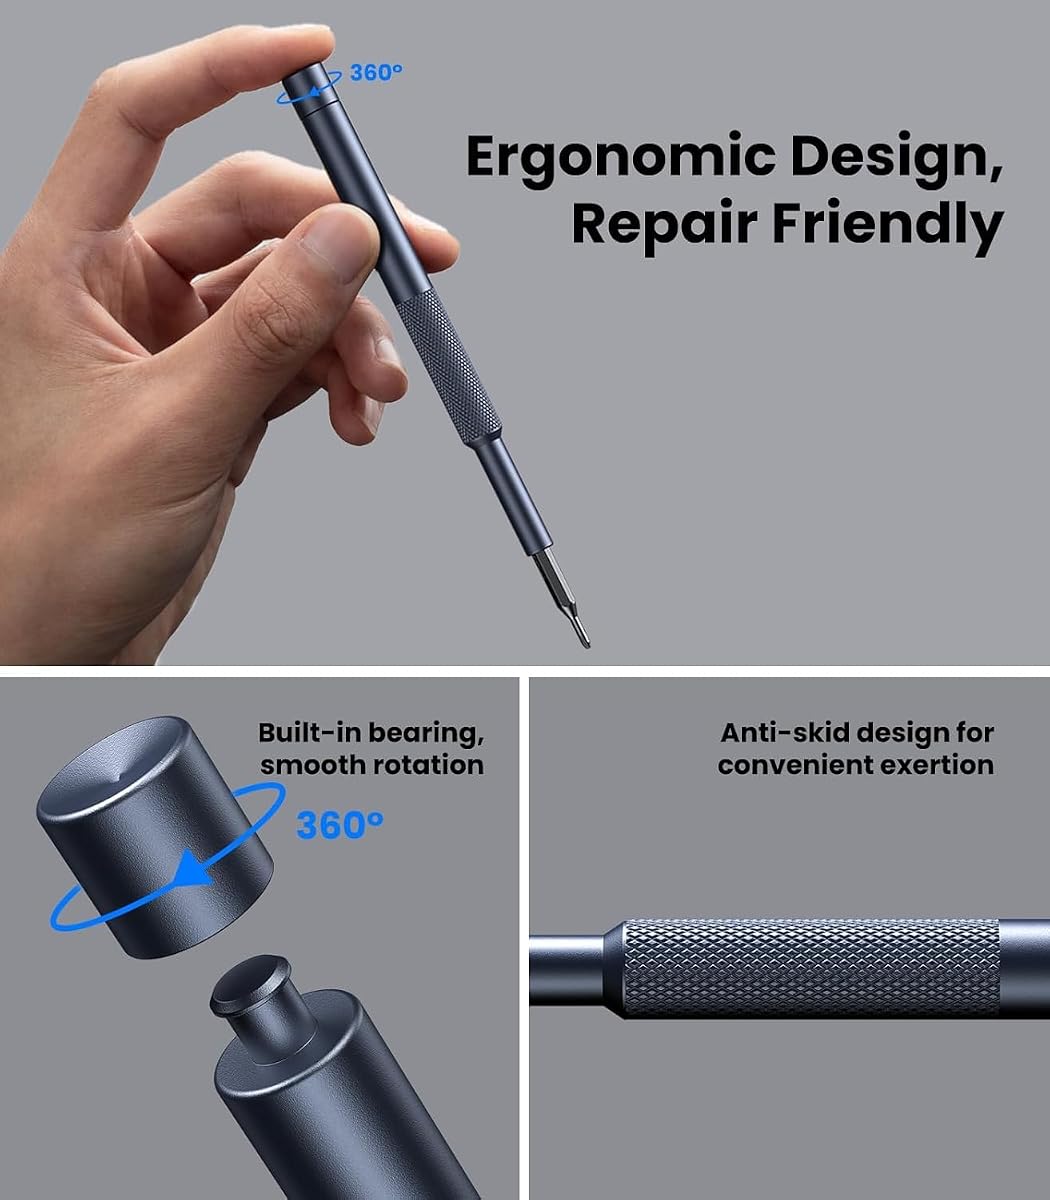 360°
Ergonomic Design,
Repair Friendly
Built-in bearing,
smooth rotation
360°
Anti-skid design for
convenient exertion